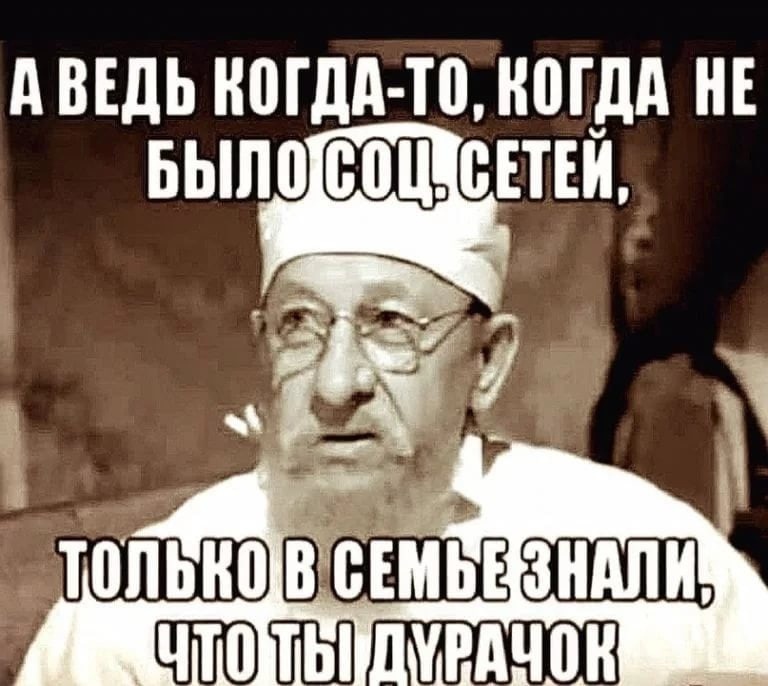 А ВЕДЬ КОГДА-ТО, КОГДА НЕ
БЫЛО СОЦ. СЕТЕЙ,
ТОЛЬКО В СЕМЬЕ ЗНАЛИ,
ЧТО ТЫ ДУРАЧОК